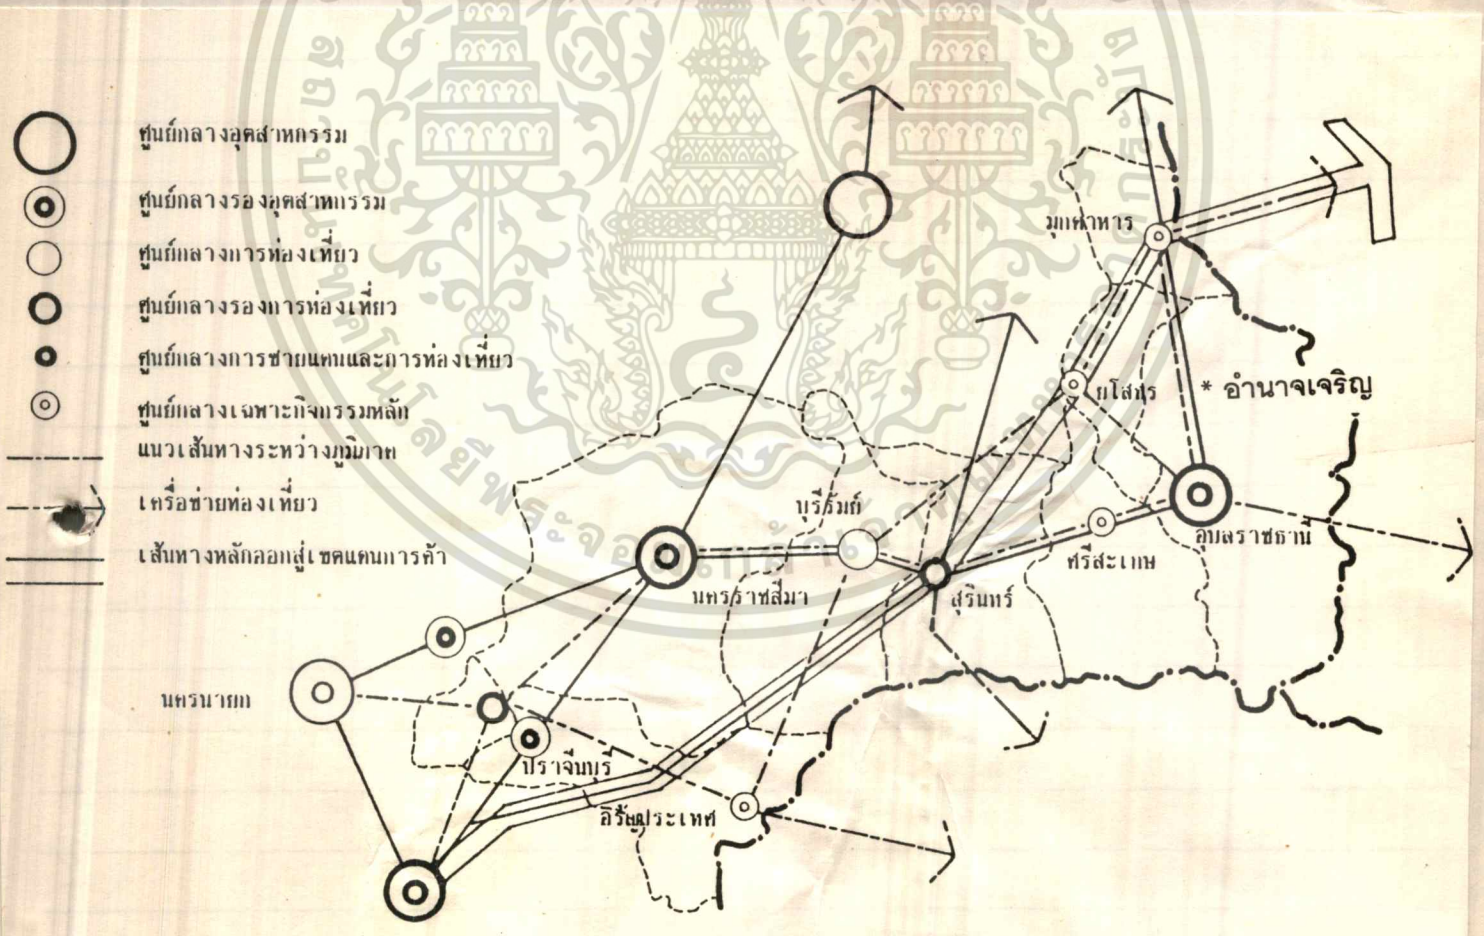 ศูนย์กลางอุตสาหกรรม
ศูนย์กลางรองอุตสาหกรรม
ศูนย์กลางการท่องเที่ยว
ศูนย์กลางรองการท่องเที่ยว
ศูนย์กลางการชายแดนและการท่องเที่ยว
ศูนย์กลางเฉพาะกิจกรรมหลัก
แนวเส้นทางระหว่างภูมิภาค
เครือข่ายท่องเที่ยว
เส้นทางหลักออกสู่เขตแดนการค้า
มุกดาหาร
ยโสธร
* อำนาจเจริญ
บุรีรัมย์
อุบลราชธานี
ศรีสะเกษ
นครราชสีมา
สุรินทร์
นครนายก
ปราจีนบุรี
อรัญประเทศ